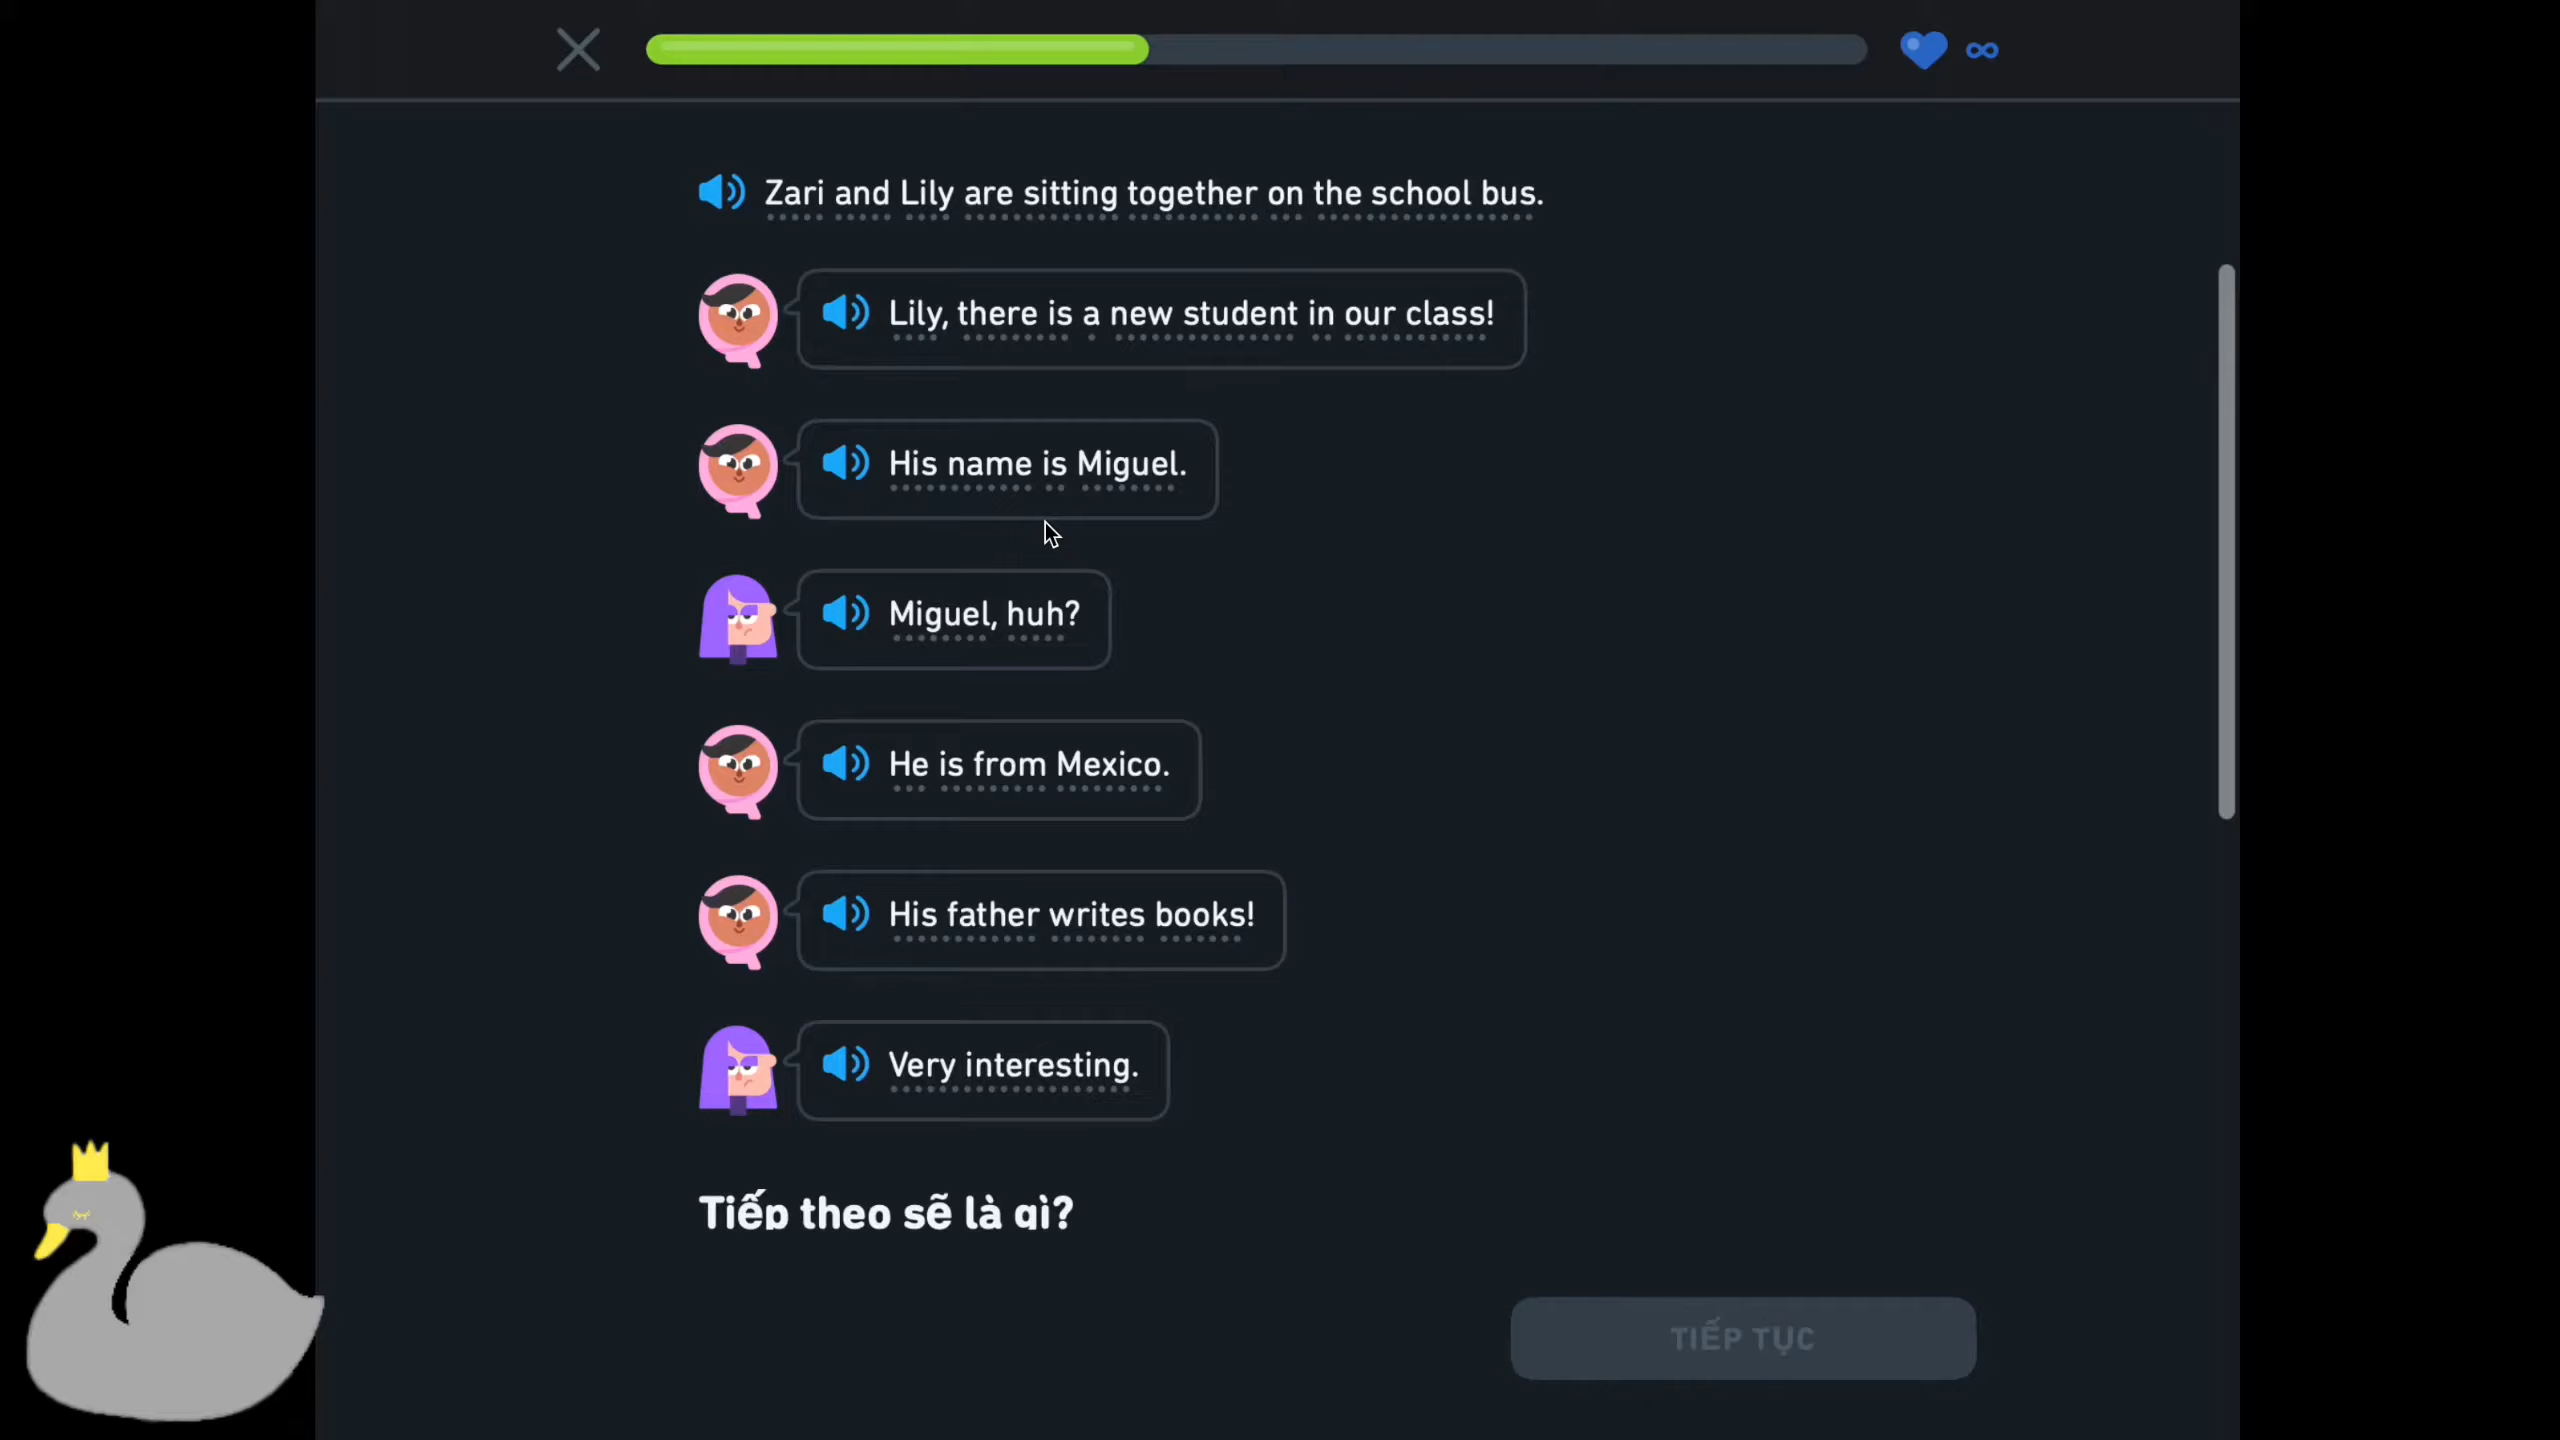 Zari and Lily are sitting together on the school bus.
Lily, there is a new student in our class!
His name is Miguel.
Miguel, huh?
He is from Mexico.
His father writes books!
Very interesting.
Tiếp theo sẽ là gì?
TIẾP TỤC